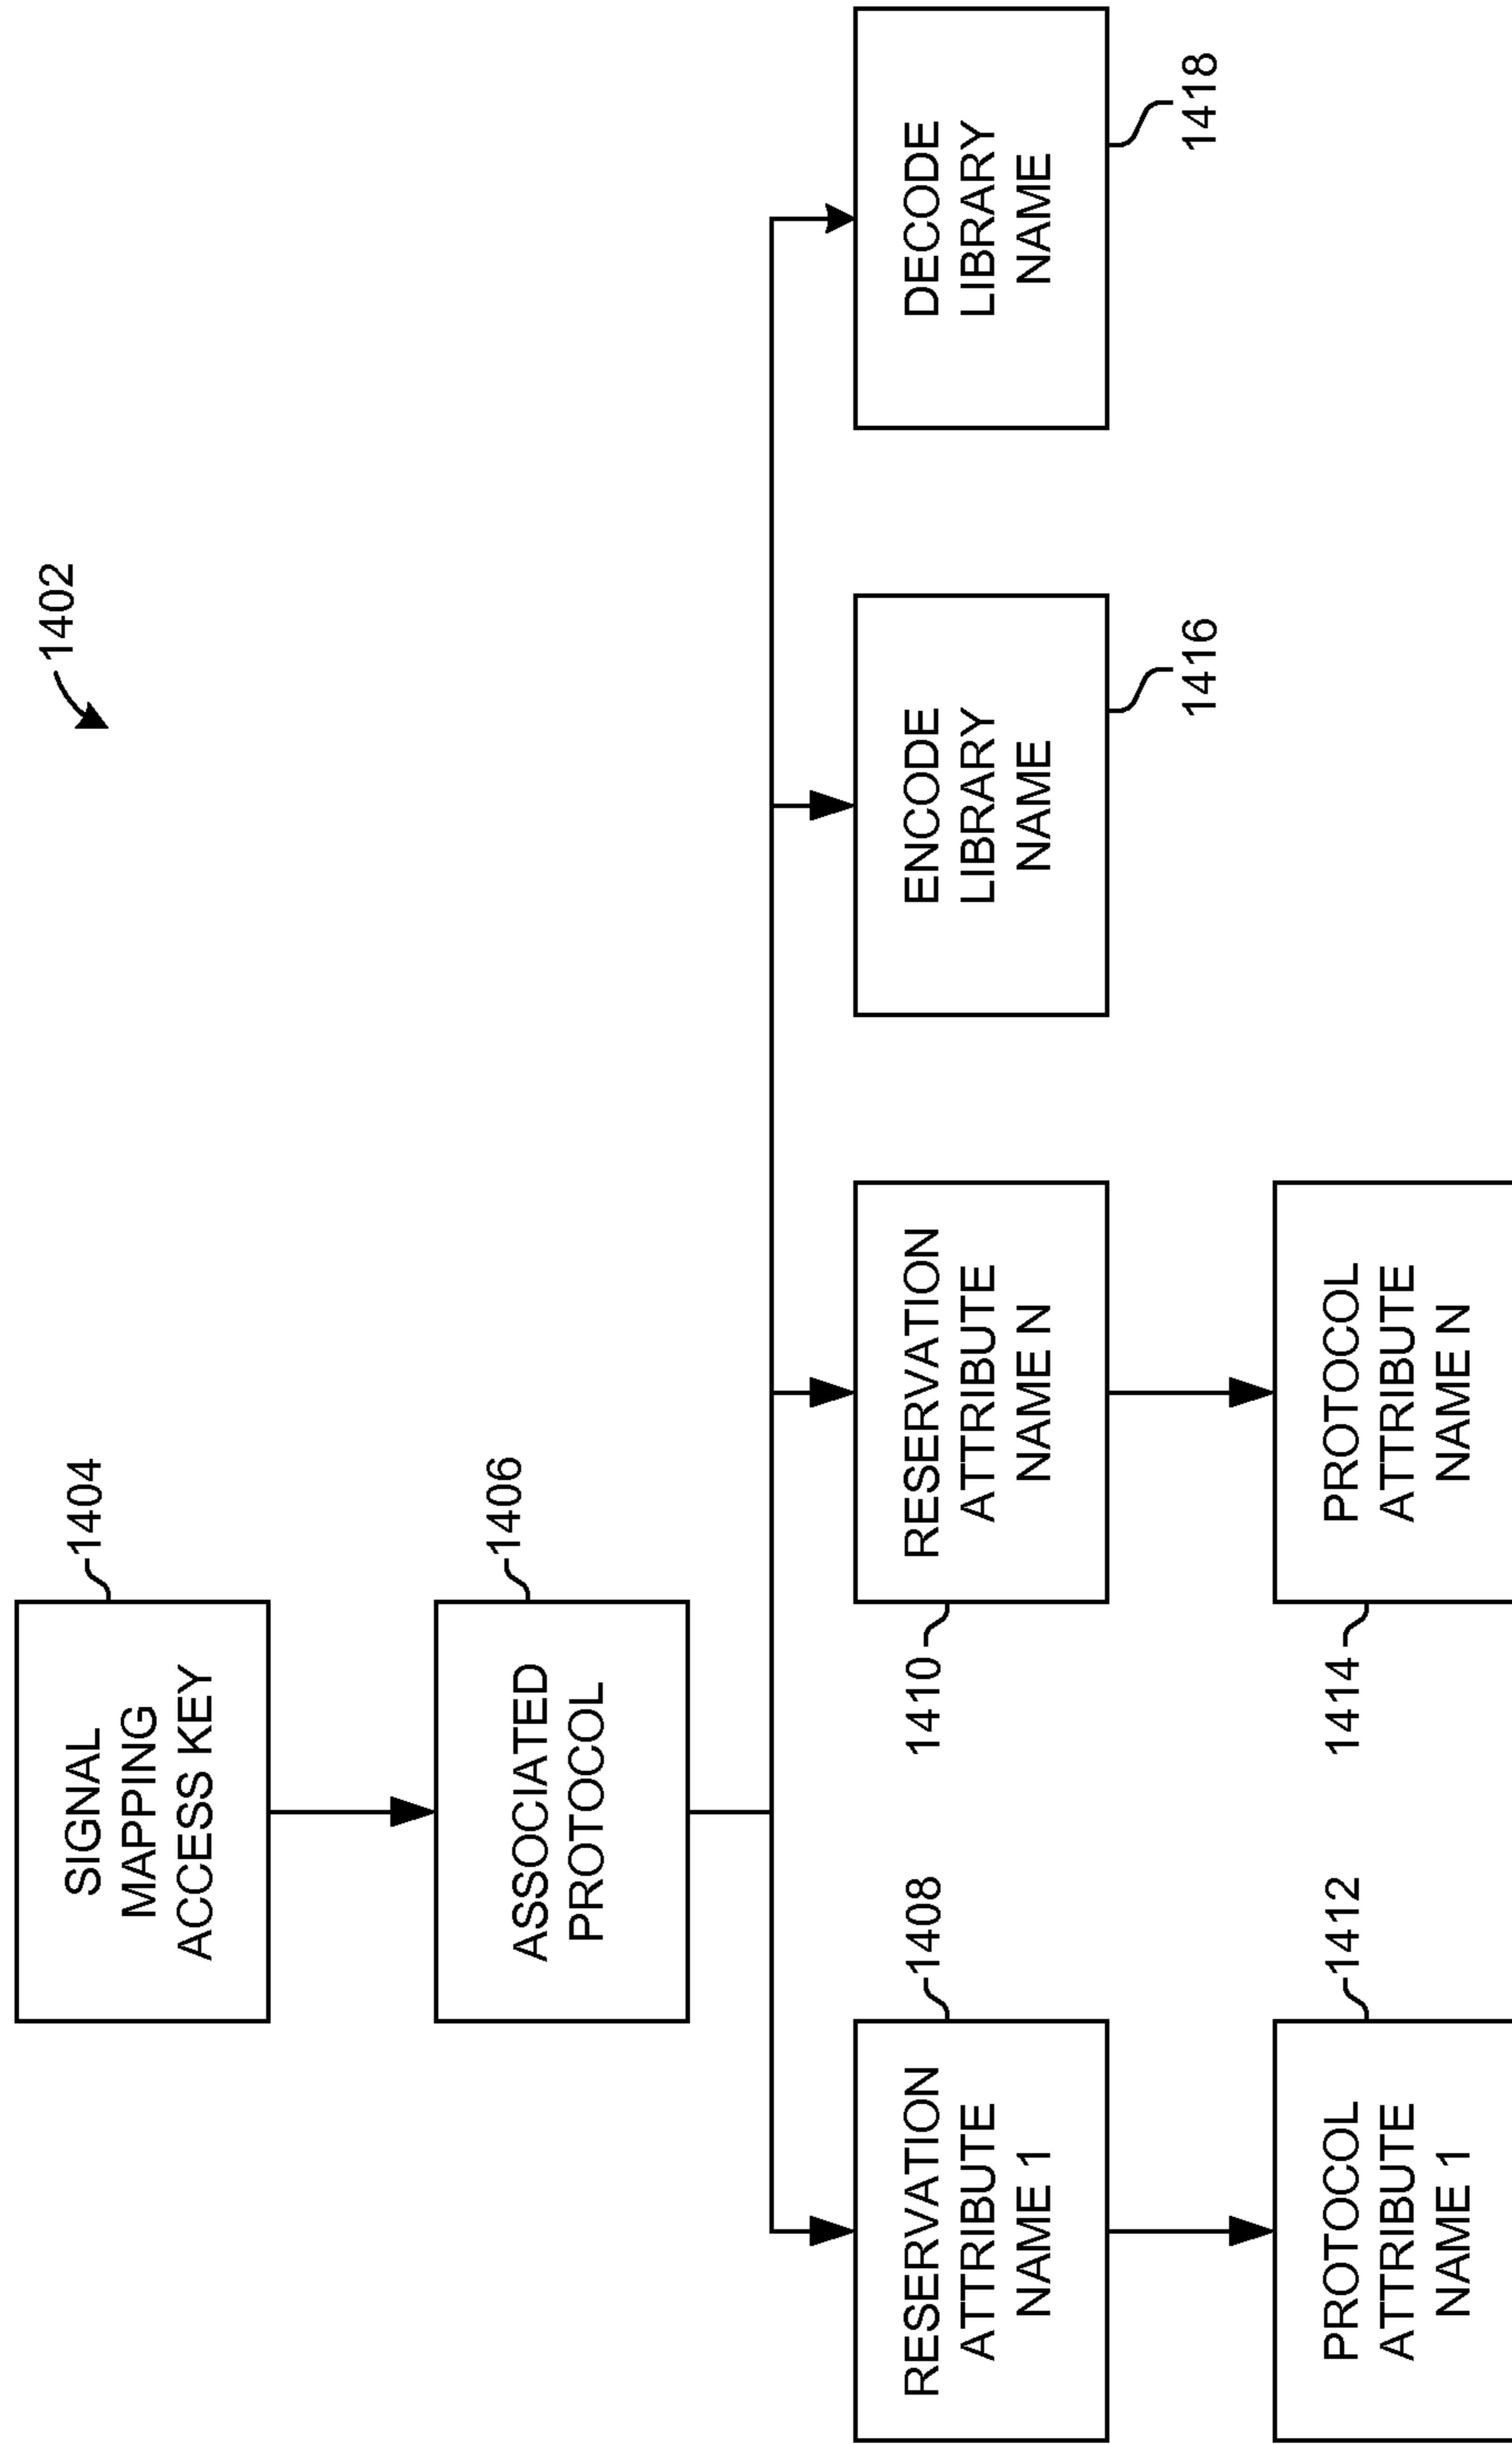 1402
SIGNAL
MAPPING
ACCESS KEY
1404
ASSOCIATED
PROTOCOL
1406
RESERVATION
ATTRIBUTE
NAME 1
1408
1410
RESERVATION
ATTRIBUTE
NAME N
ENCODE
LIBRARY
NAME
1416
DECODE
LIBRARY
NAME
1418
PROTOCOL
ATTRIBUTE
NAME 1
1412
1414
PROTOCOL
ATTRIBUTE
NAME N